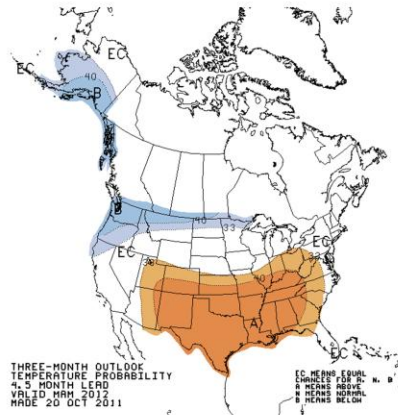 EC
EC
40
B
B
40
33
EC
EC
33
40
A
EC
THREE-MONTH OUTLOOK
TEMPERATURE PROBABILITY
4.5 MONTH LEAD
VALID MAM 2012
MADE 20 OCT 2011
EC MEANS EQUAL
CHANCES FOR A, N, B
A MEANS ABOVE
N MEANS NORMAL
B MEANS BELOW